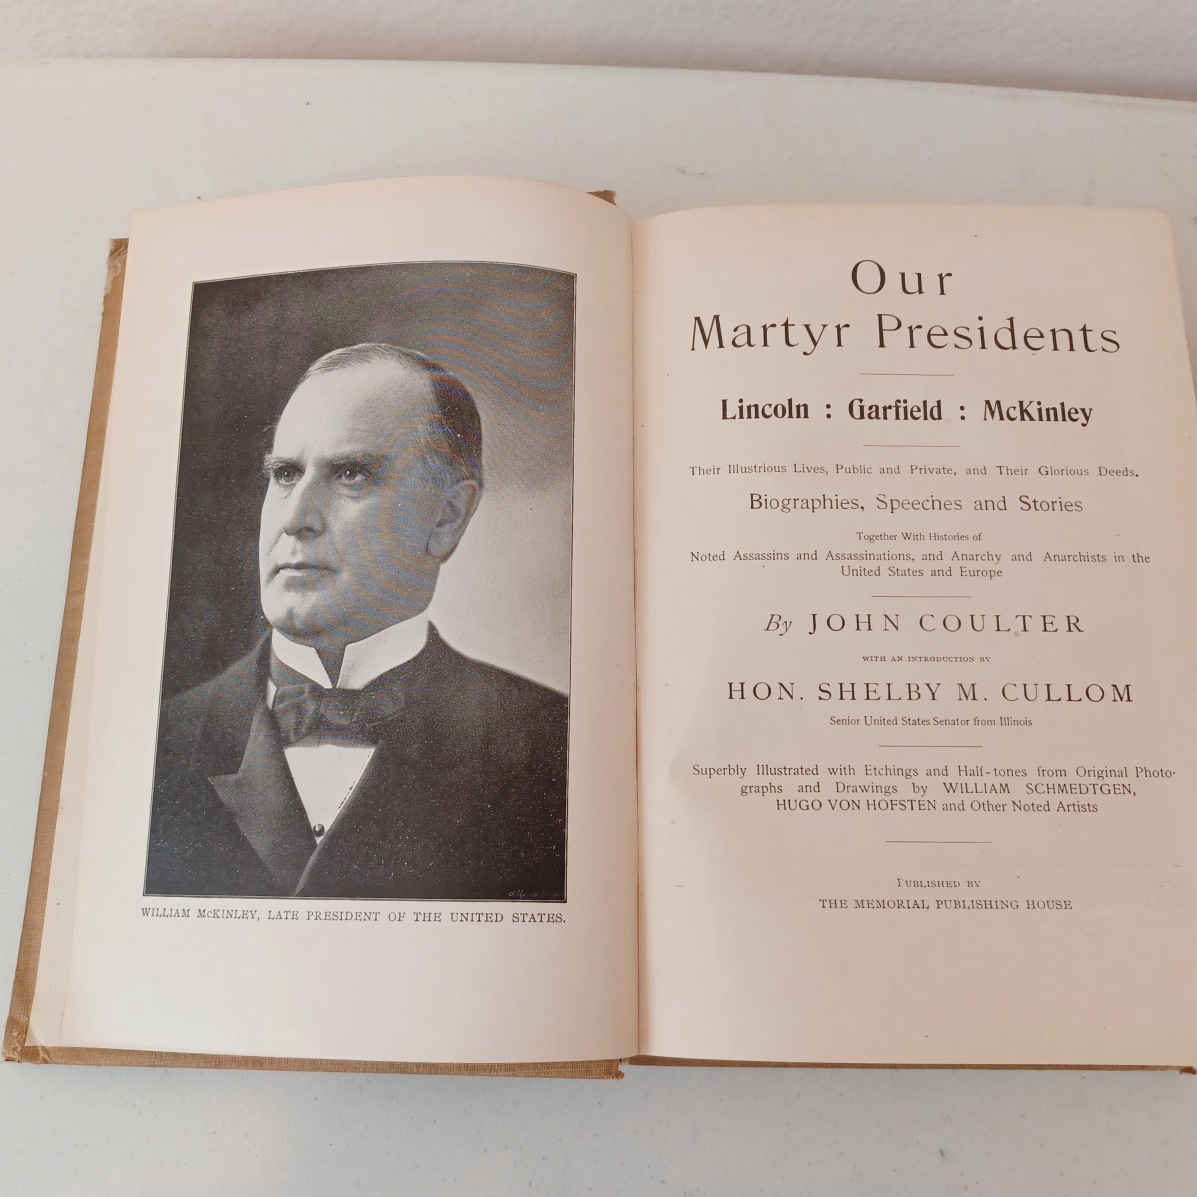 WILLIAM McKINLEY, LATE PRESIDENT OF THE UNITED STATES.
Our
Martyr Presidents
Lincoln : Garfield : McKinley
Their Illustrious Lives, Public and Private, and Their Glorious Deeds.
Biographies, Speeches and Stories
Together With Histories of
Noted Assassins and Assassinations, and Anarchy and Anarchists in the
United States and Europe
By JOHN COULTER
WITH AN INTRODUCTION BY
HON. SHELBY M. CULLOM
Senior United States Senator from Illinois
Superbly Illustrated with Etchings and Half-tones from Original Photo-
graphs and Drawings by WILLIAM SCHMEDTGEN,
HUGO VON HOFSTEN and Other Noted Artists
PUBLISHED BY
THE MEMORIAL PUBLISHING HOUSE